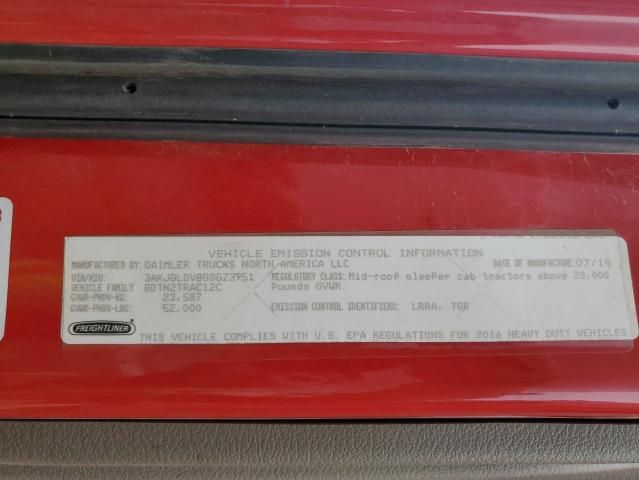 VEHICLE EMISSION CONTROL INFORMATION
MANUFACTURED BY: DAIMLER TRUCKS NORTH AMERICA LLC DATE OF MANUFACTURE: 07/15
VIN/NIV: 3AKJGLDV8GSGZ3951 REGULATORY CLASS: Mid-roof sleeper cab tractors above 33,000
VEHICLE FAMILY GDTN2TRAC12C Pounds GVWR.
GVWR-PNBV-KG: 23,587
GVWR-PNBV-LBS: 52,000 EMISSION CONTROL IDENTIFIERS: LRRA, TGR
FREIGHTLINER
THIS VEHICLE COMPLIES WITH U.S. EPA REGULATIONS FOR 2016 HEAVY DUTY VEHICLES